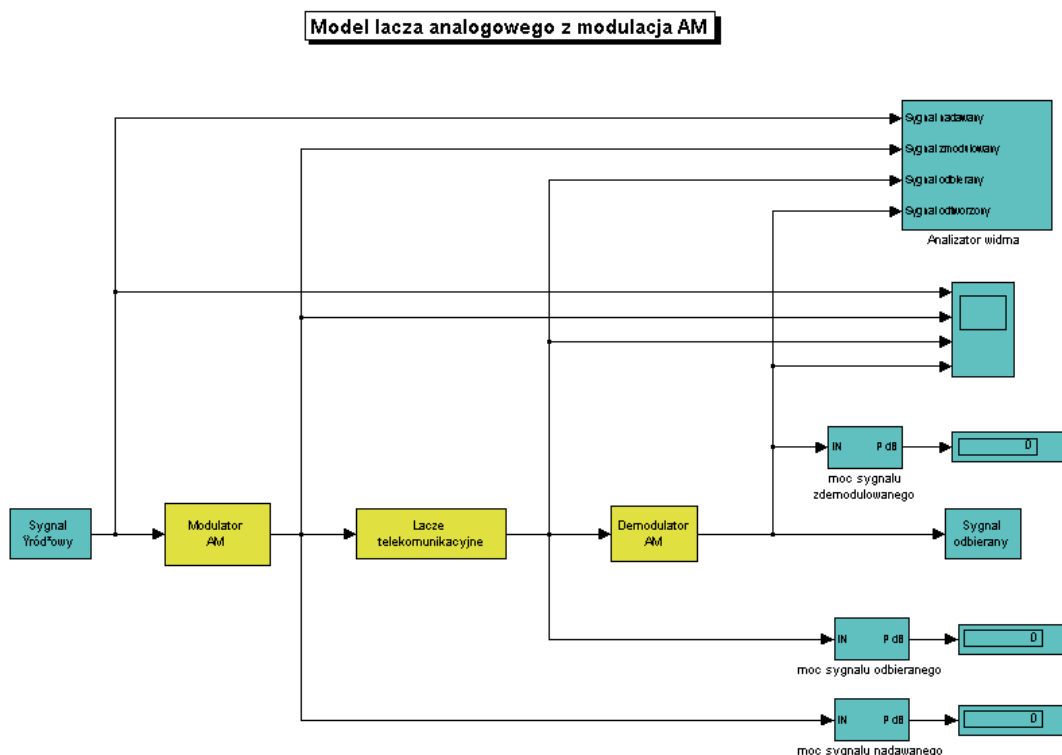 Model lacza analogowego z modulacja AM
Sygnal nadawany
Sygnal zmodulowany
Sygnal odbierany
Sygnal odtworzony
Analizator widma
IN P dB
0
moc sygnalu
zdemodulowanego
Sygnal
Ÿród*owy
Modulator
AM
Lacze
telekomunikacyjne
Demodulator
AM
Sygnal
odbierany
IN P dB
0
moc sygnalu odbieranego
IN P dB
0
moc sygnalu nadawanego